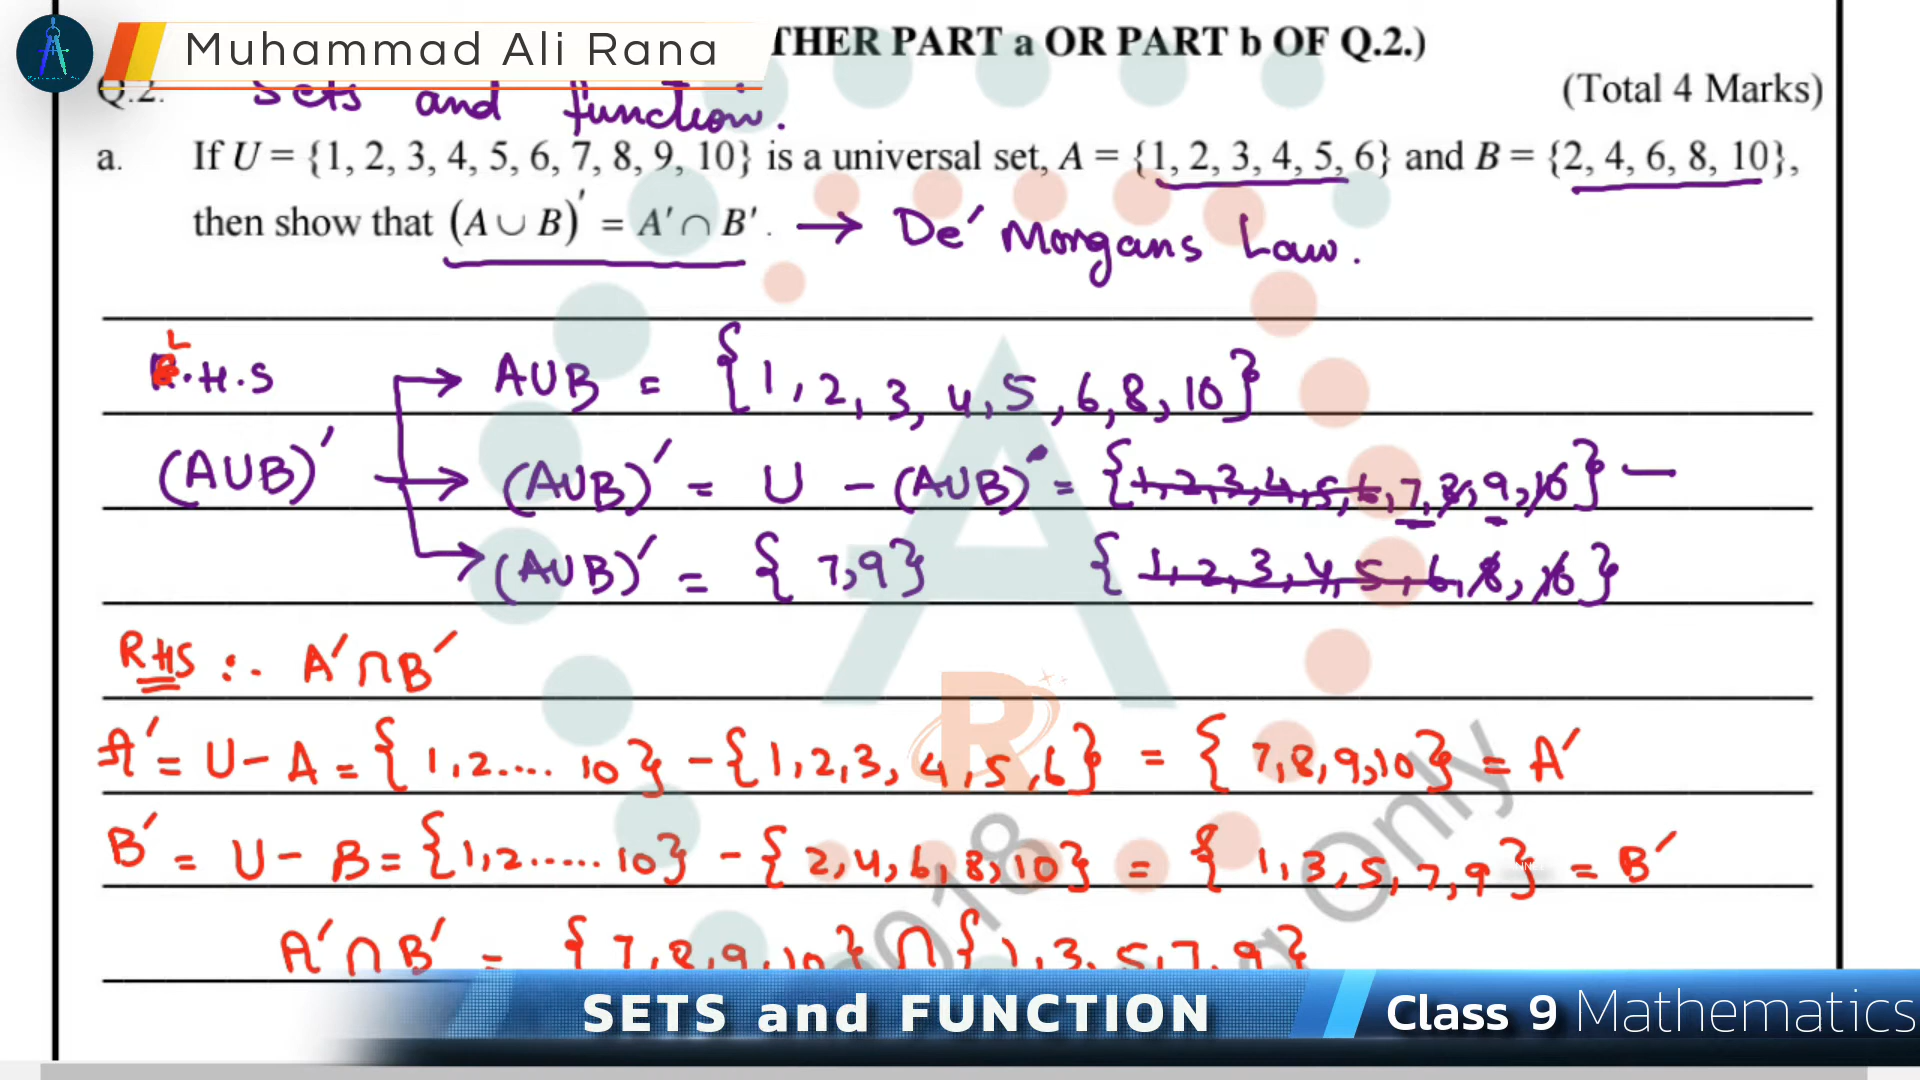 Muhammad Ali Rana
THER PART a OR PART b OF Q.2.)
Q.2. Sets and function. (Total 4 Marks)
a. If U = {1, 2, 3, 4, 5, 6, 7, 8, 9, 10} is a universal set, A = {1, 2, 3, 4, 5, 6} and B = {2, 4, 6, 8, 10},
then show that (A ∪ B)′ = A′ ∩ B′. → De′ Morgans Law.
L.H.S → AUB = {1, 2, 3, 4, 5, 6, 8, 10}
(AUB)′ → (AUB)′ = U - (AUB) = {1, 2, 3, 4, 5, 6, 7, 8, 9, 10} —
→ (AUB)′ = {7, 9} {1, 2, 3, 4, 5, 6, 8, 10}
RHS :- A′∩B′
A′ = U - A = {1, 2.... 10} - {1, 2, 3, 4, 5, 6} = {7, 8, 9, 10} = A′
B′ = U - B = {1, 2..... 10} - {2, 4, 6, 8, 10} = {1, 3, 5, 7, 9} = B′
A′∩B′ = {7, 8, 9, 10} ∩ {1, 3, 5, 7, 9}
R
SETS and FUNCTION
Class 9 Mathematics